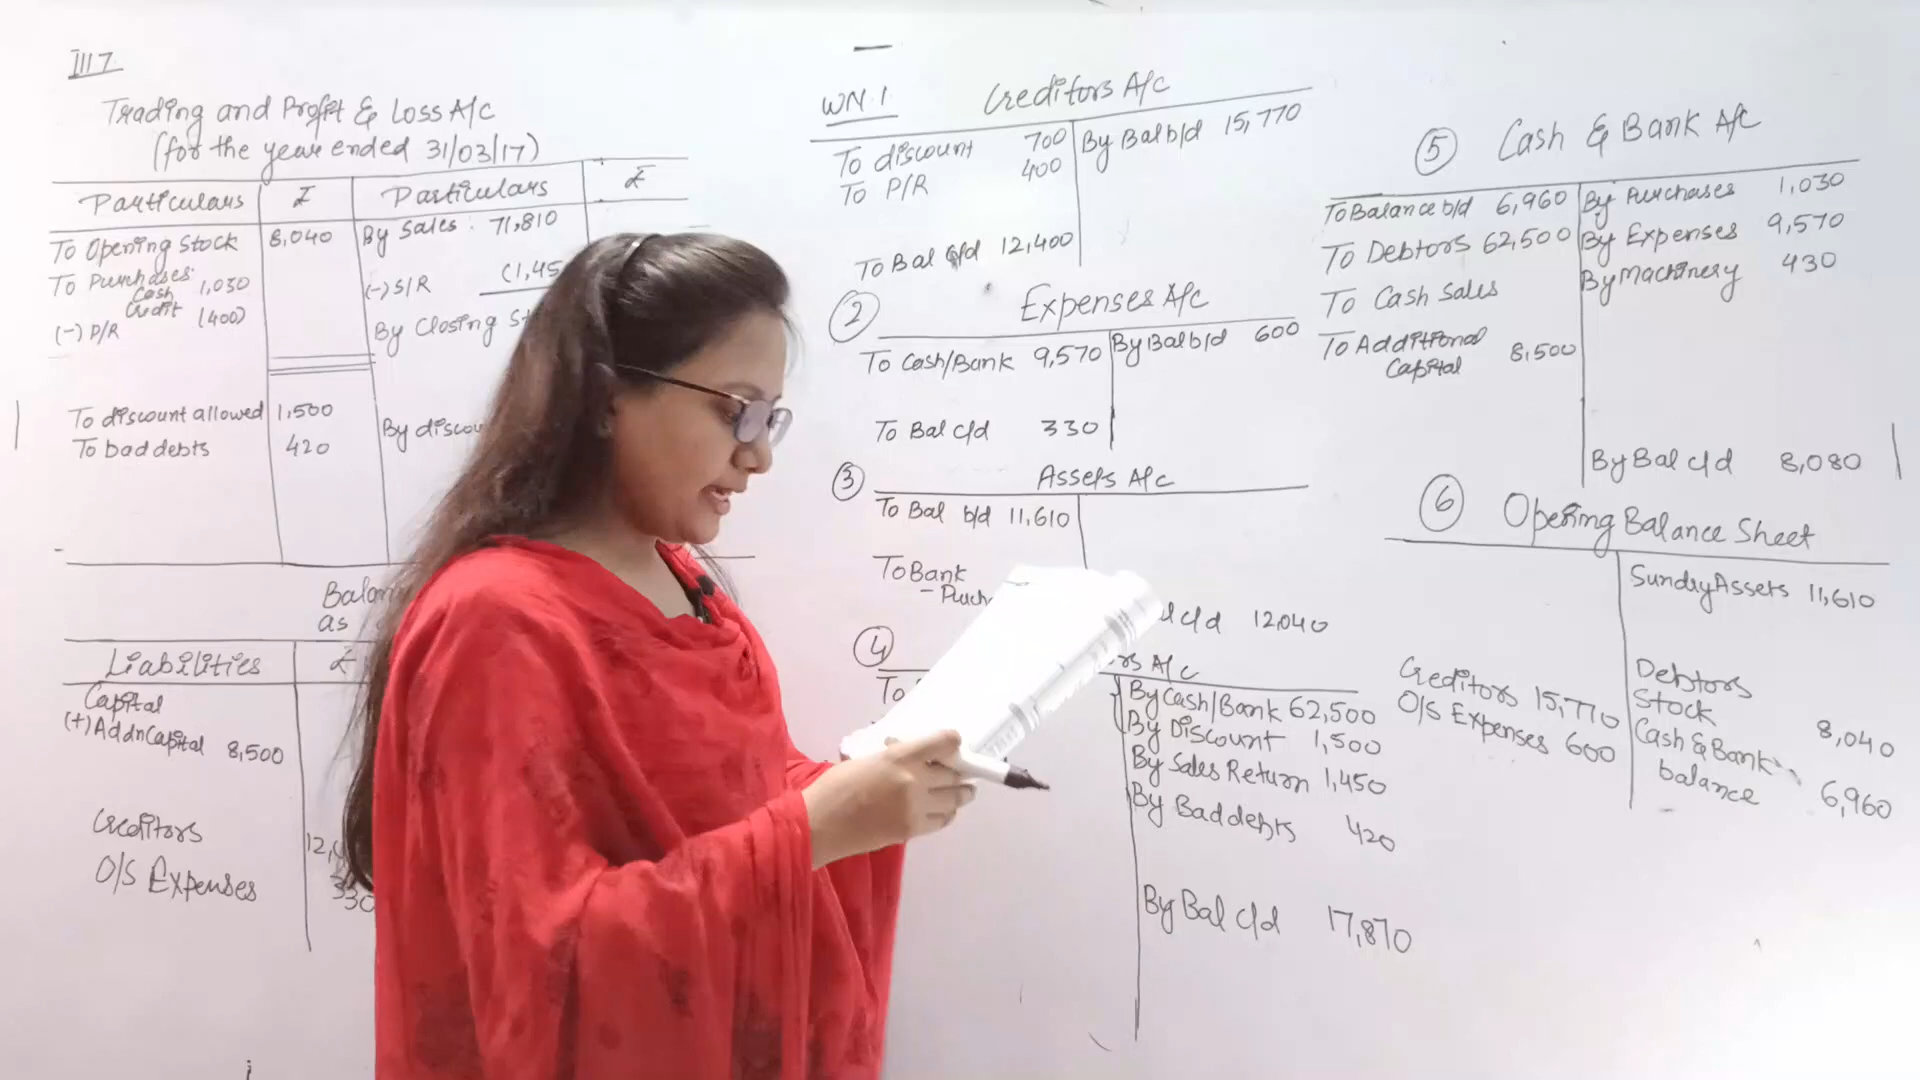 III 7
Trading and Profit & Loss A/c
(for the year ended 31/03/17)
Particulars ₹ Particulars ₹
To Opening Stock 8,040 By Sales : 71,810
To Purchases
Cash 1,030
Credit
(-) P/R (400)
(-) S/R (1,45
By Closing St
To discount allowed 1,500
To bad debts 420
By discou
Balan
as
Liabilities ₹
Capital
(+) Addn Capital 8,500
Creditors 12,4
O/S Expenses 330
WN.1 Creditors A/c
To discount 700 By Bal b/d 15,770
To P/R 400
To Bal c/d 12,400
2 Expenses A/c
To Cash/Bank 9,570 By Bal b/d 600
To Bal c/d 330
3 Assets A/c
To Bal b/d 11,610
To Bank
- Purch
l c/d 12,040
4
rs A/c
To
By Cash/Bank 62,500
By Discount 1,500
By Sales Return 1,450
By Bad debts 420
By Bal c/d 17,870
5 Cash & Bank A/c
To Balance b/d 6,960 By Purchases 1,030
To Debtors 62,500 By Expenses 9,570
To Cash Sales By Machinery 430
To Additional
Capital 8,500
By Bal c/d 8,080
6 Opening Balance Sheet
Sundry Assets 11,610
Creditors 15,770 Debtors
O/S Expenses 600 Stock 8,040
Cash & Bank
balance 6,960